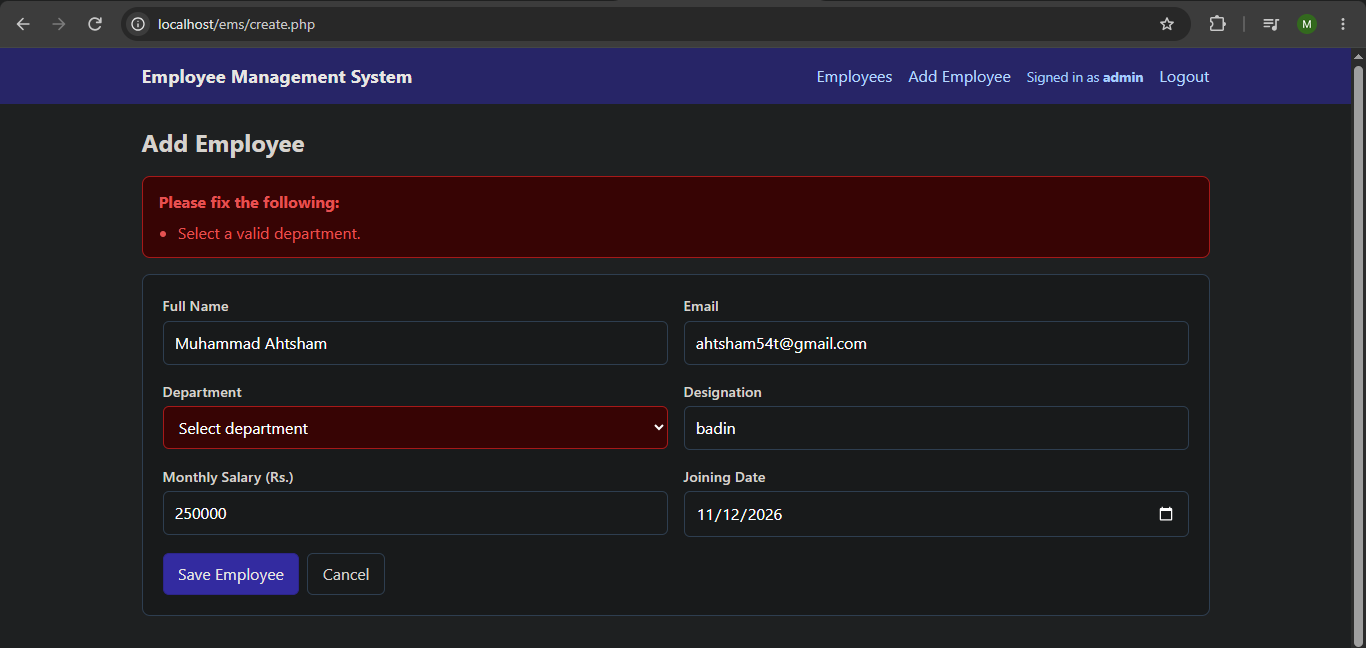 localhost/ems/create.php
M
Employee Management System Employees Add Employee Signed in as admin Logout
Add Employee
Please fix the following:
• Select a valid department.
Full Name Email
Muhammad Ahtsham ahtsham54t@gmail.com
Department Designation
Select department badin
Monthly Salary (Rs.) Joining Date
250000 11/12/2026
Save Employee Cancel